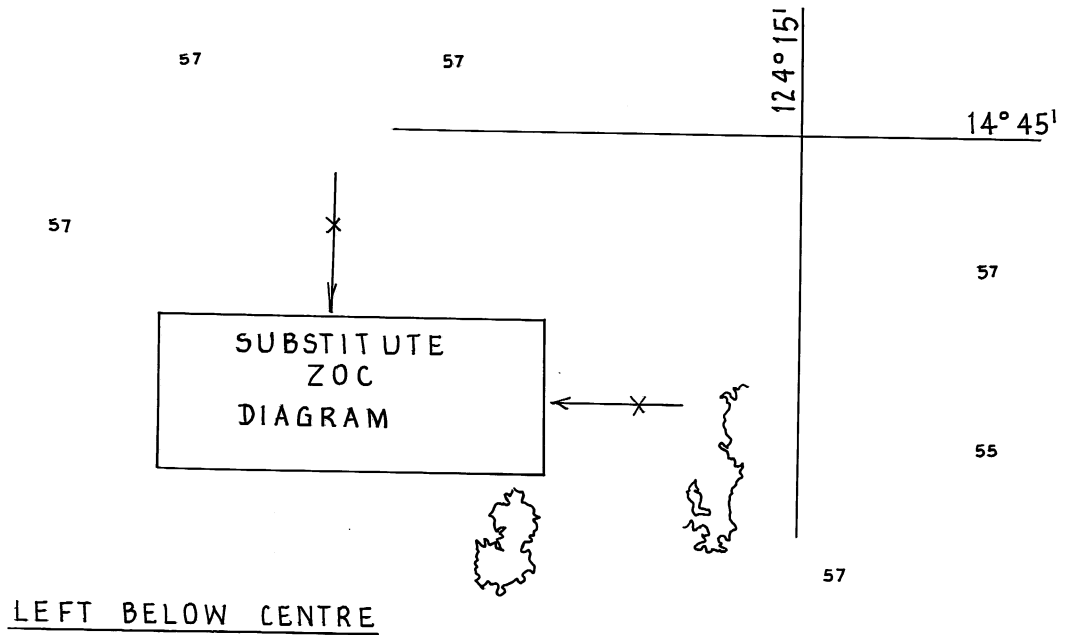 57 57
124° 15'
14° 45'
57
57
SUBSTITUTE
ZOC
DIAGRAM
55
57
LEFT BELOW CENTRE